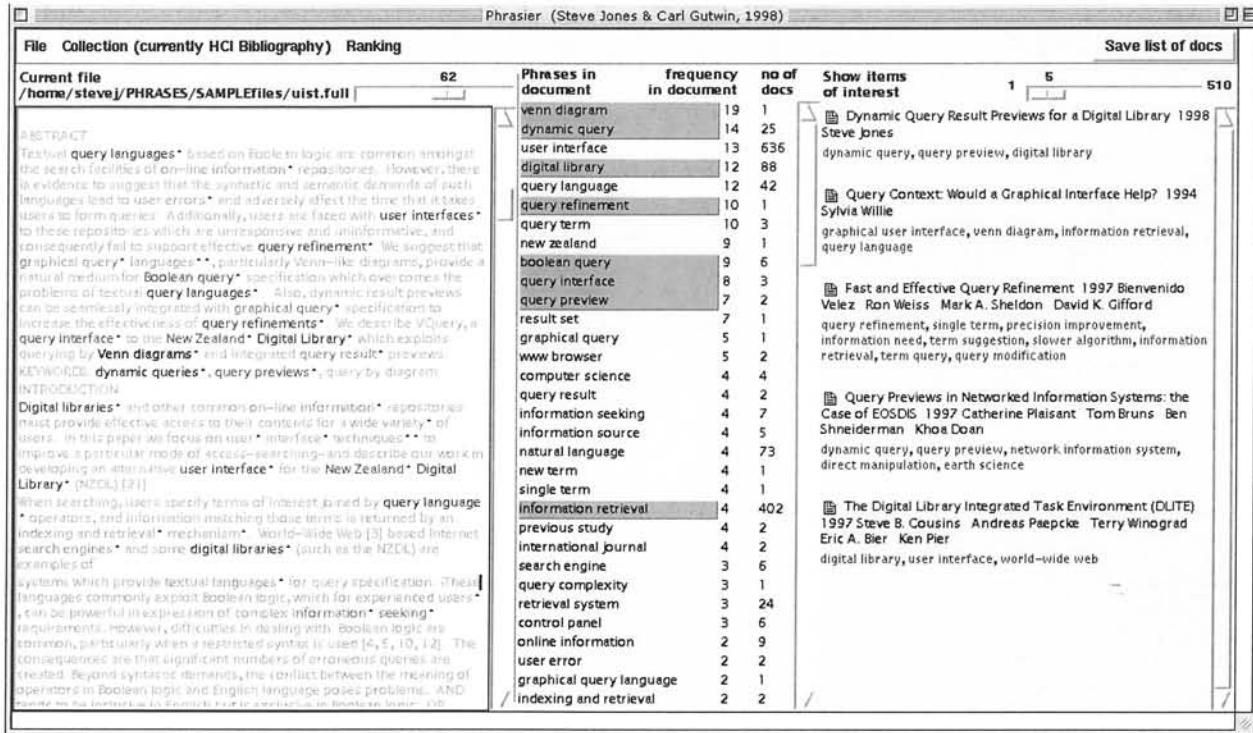 Phrasier (Steve Jones & Carl Gutwin, 1998)
File Collection (currently HCI Bibliography) Ranking
Save list of docs
Current file
62
/home/stevej/PHRASES/SAMPLEfiles/uist.full
ABSTRACT
Textual query languages* based on Boolean logic are common amongst
the search facilities of on-line information* repositories. However, there
is evidence to suggest that the syntactic and semantic demands of such
languages lead to user errors* and adversely affect the time that it takes
users to form queries. Additionally, users are faced with user interfaces*
to these repositories which are unresponsive and uninformative, and
consequently fail to support effective query refinement*. We suggest that
graphical query* languages**, particularly Venn-like diagrams, provide a
natural medium for Boolean query* specification which overcomes the
problems of textual query languages*. Also, dynamic result previews
can be seamlessly integrated with graphical query* specification to
increase the effectiveness of query refinements*. We describe VQuery, a
query interface* to the New Zealand* Digital Library* which exploits
querying by Venn diagrams* and integrated query result* previews.
KEYWORDS: dynamic queries*, query previews*, query by diagram
INTRODUCTION
Digital libraries* and other common on-line information* repositories
must provide effective access to their contents for a wide variety* of
users. In this paper we focus on user* interface* techniques** to
improve a particular mode of access-searching-and describe our work in
developing an alternative user interface* for the New Zealand* Digital
Library* (NZDL) [21]
When searching, users specify terms of interest joined by query language
* operators, and information matching those terms is returned by an
indexing and retrieval* mechanism*. World-Wide Web [3] based Internet
search engines* and some digital libraries* (such as the NZDL) are
examples of
systems which provide textual languages* for query specification. These
languages commonly exploit Boolean logic, which for experienced users*
, can be powerful in expression of complex information* seeking*
requirements. However, difficulties in dealing with Boolean logic are
common, particularly when a restricted syntax is used [4, 5, 10, 12]. The
consequences are that significant numbers of erroneous queries are
created. Beyond syntactic demands, the conflict between the meaning of
operators in Boolean logic and English language poses problems. AND
tends to be inclusive in English but is exclusive in Boolean logic; OR
Phrases in document frequency in document no of docs
venn diagram 19 1
dynamic query 14 25
user interface 13 636
digital library 12 88
query language 12 42
query refinement 10 1
query term 10 3
new zealand 9 1
boolean query 9 6
query interface 8 3
query preview 7 2
result set 7 1
graphical query 5 1
www browser 5 2
computer science 4 4
query result 4 2
information seeking 4 7
information source 4 5
natural language 4 73
new term 4 1
single term 4 1
information retrieval 4 402
previous study 4 2
international journal 4 2
search engine 3 6
query complexity 3 1
retrieval system 3 24
control panel 3 6
online information 2 9
user error 2 2
graphical query language 2 1
indexing and retrieval 2 2
Show items
of interest
1 5 510
Dynamic Query Result Previews for a Digital Library 1998
Steve Jones
dynamic query, query preview, digital library
Query Context: Would a Graphical Interface Help? 1994
Sylvia Willie
graphical user interface, venn diagram, information retrieval,
query language
Fast and Effective Query Refinement 1997 Bienvenido
Velez Ron Weiss Mark A. Sheldon David K. Gifford
query refinement, single term, precision improvement,
information need, term suggestion, slower algorithm, information
retrieval, term query, query modification
Query Previews in Networked Information Systems: the
Case of EOSDIS 1997 Catherine Plaisant Tom Bruns Ben
Shneiderman Khoa Doan
dynamic query, query preview, network information system,
direct manipulation, earth science
The Digital Library Integrated Task Environment (DLITE)
1997 Steve B. Cousins Andreas Paepcke Terry Winograd
Eric A. Bier Ken Pier
digital library, user interface, world-wide web